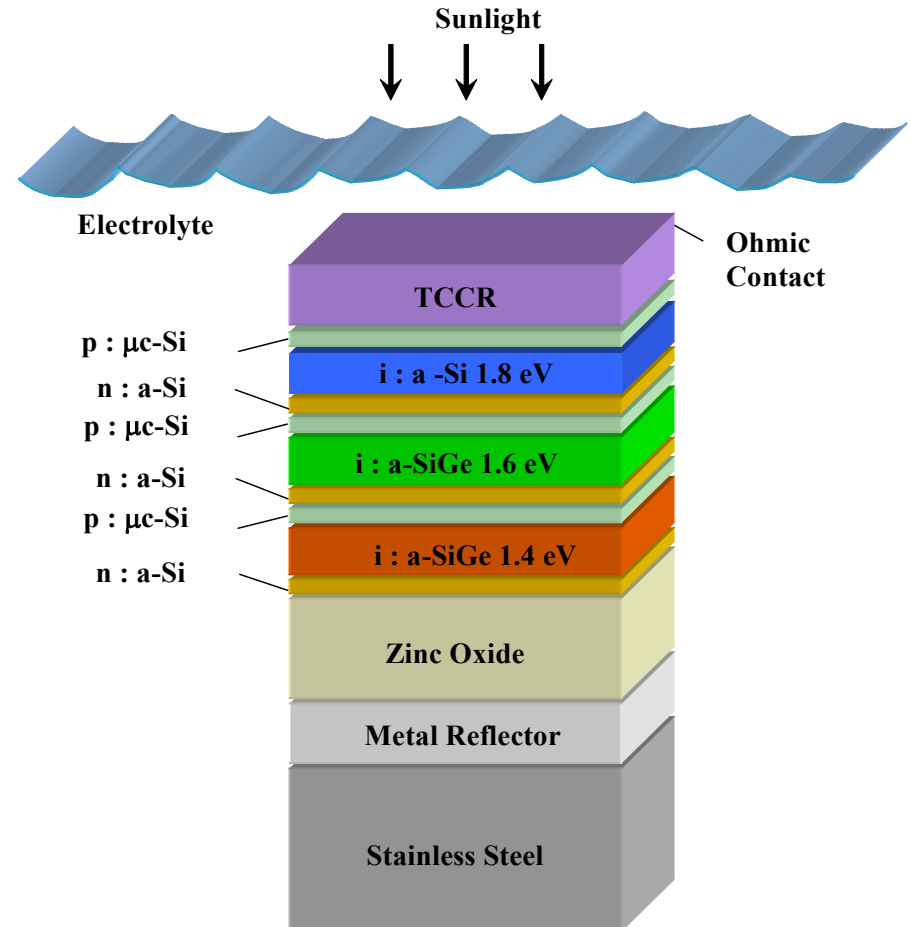 Sunlight
Electrolyte
Ohmic
Contact
TCCR
p : μc-Si
i : a -Si 1.8 eV
n : a-Si
p : μc-Si
i : a-SiGe 1.6 eV
n : a-Si
p : μc-Si
i : a-SiGe 1.4 eV
n : a-Si
Zinc Oxide
Metal Reflector
Stainless Steel